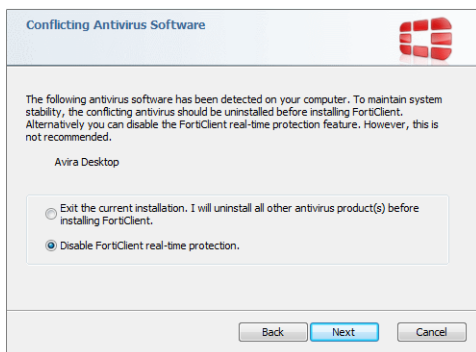 Conflicting Antivirus Software
The following antivirus software has been detected on your computer. To maintain system
stability, the conflicting antivirus should be uninstalled before installing FortiClient.
Alternatively you can disable the FortiClient real-time protection feature. However, this is
not recommended.
Avira Desktop
Exit the current installation. I will uninstall all other antivirus product(s) before
installing FortiClient.
Disable FortiClient real-time protection.
Back Next Cancel